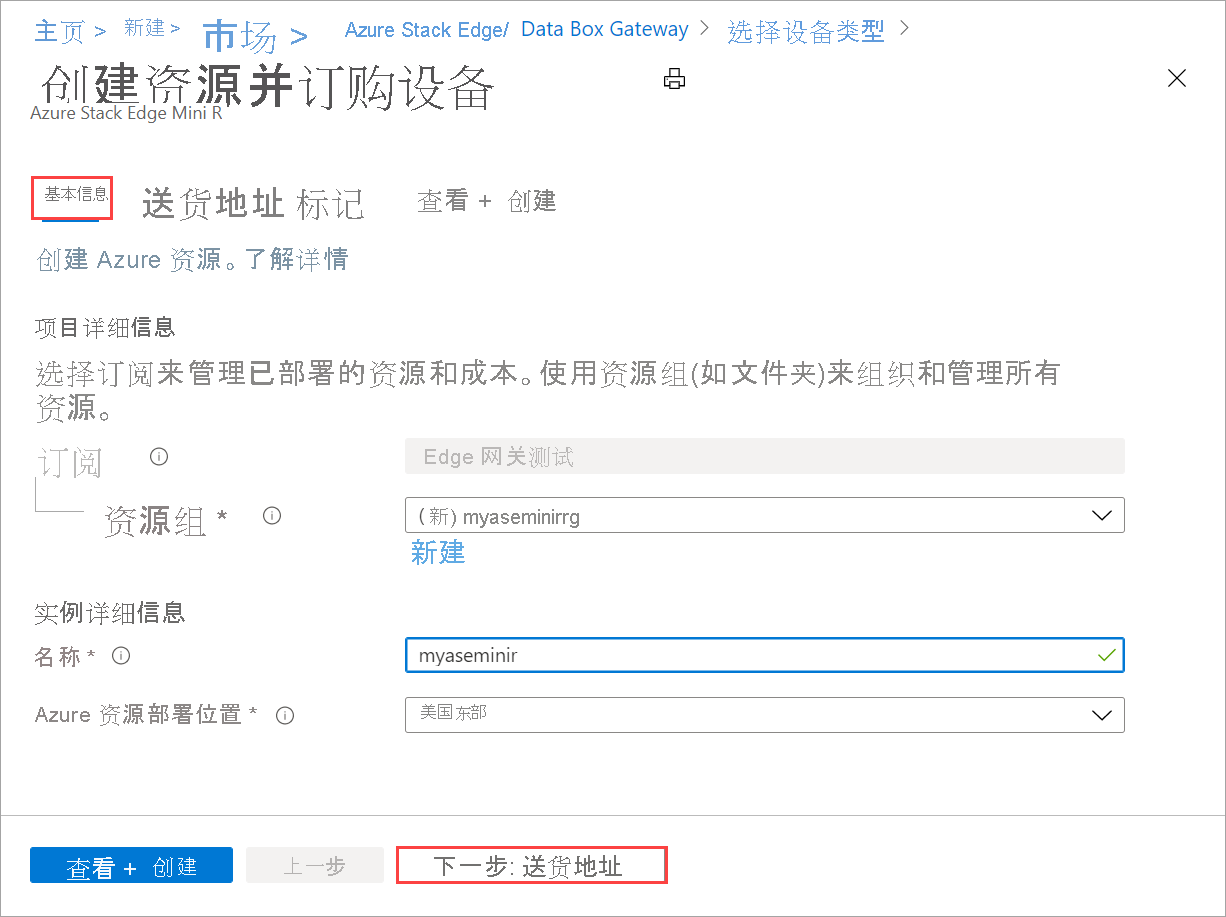 主页 > 新建 > 市场 > Azure Stack Edge/ Data Box Gateway > 选择设备类型 >
创建资源并订购设备
Azure Stack Edge Mini R
基本信息 送货地址 标记 查看 + 创建
创建 Azure 资源。了解详情
项目详细信息
选择订阅来管理已部署的资源和成本。使用资源组(如文件夹)来组织和管理所有
资源。
订阅 Edge 网关测试
资源组 * (新) myaseminirrg
新建
实例详细信息
名称 * myaseminir
Azure 资源部署位置 * 美国东部
查看 + 创建 上一步 下一步: 送货地址